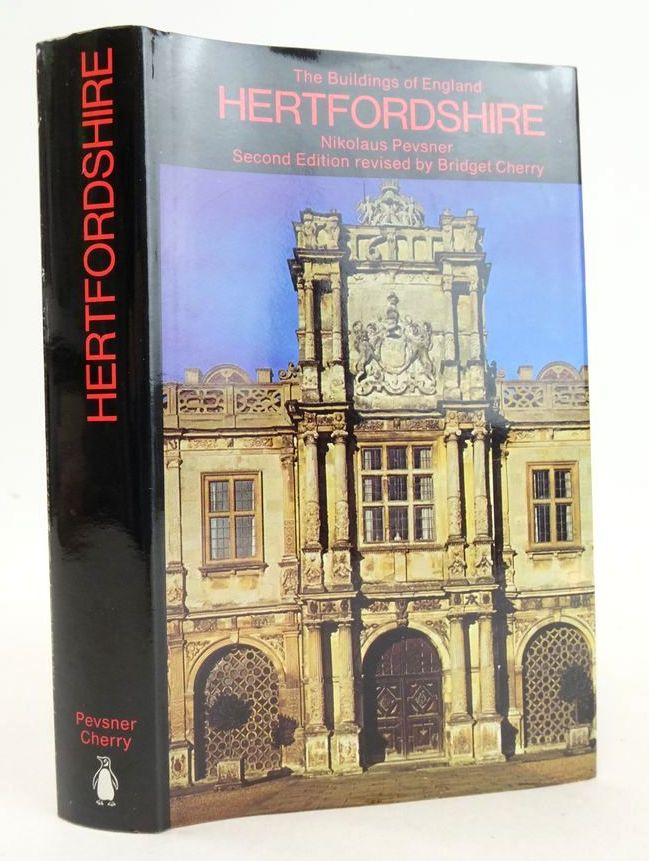 HERTFORDSHIRE
Pevsner
Cherry
The Buildings of England
HERTFORDSHIRE
Nikolaus Pevsner
Second Edition revised by Bridget Cherry